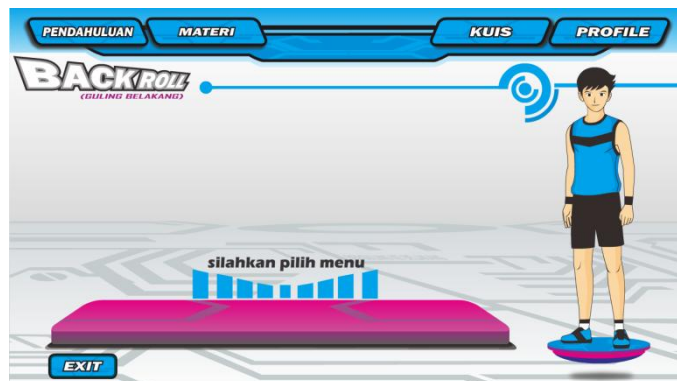 PENDAHULUAN MATERI KUIS PROFILE
BACK ROLL
(GULING BELAKANG)
silahkan pilih menu
EXIT